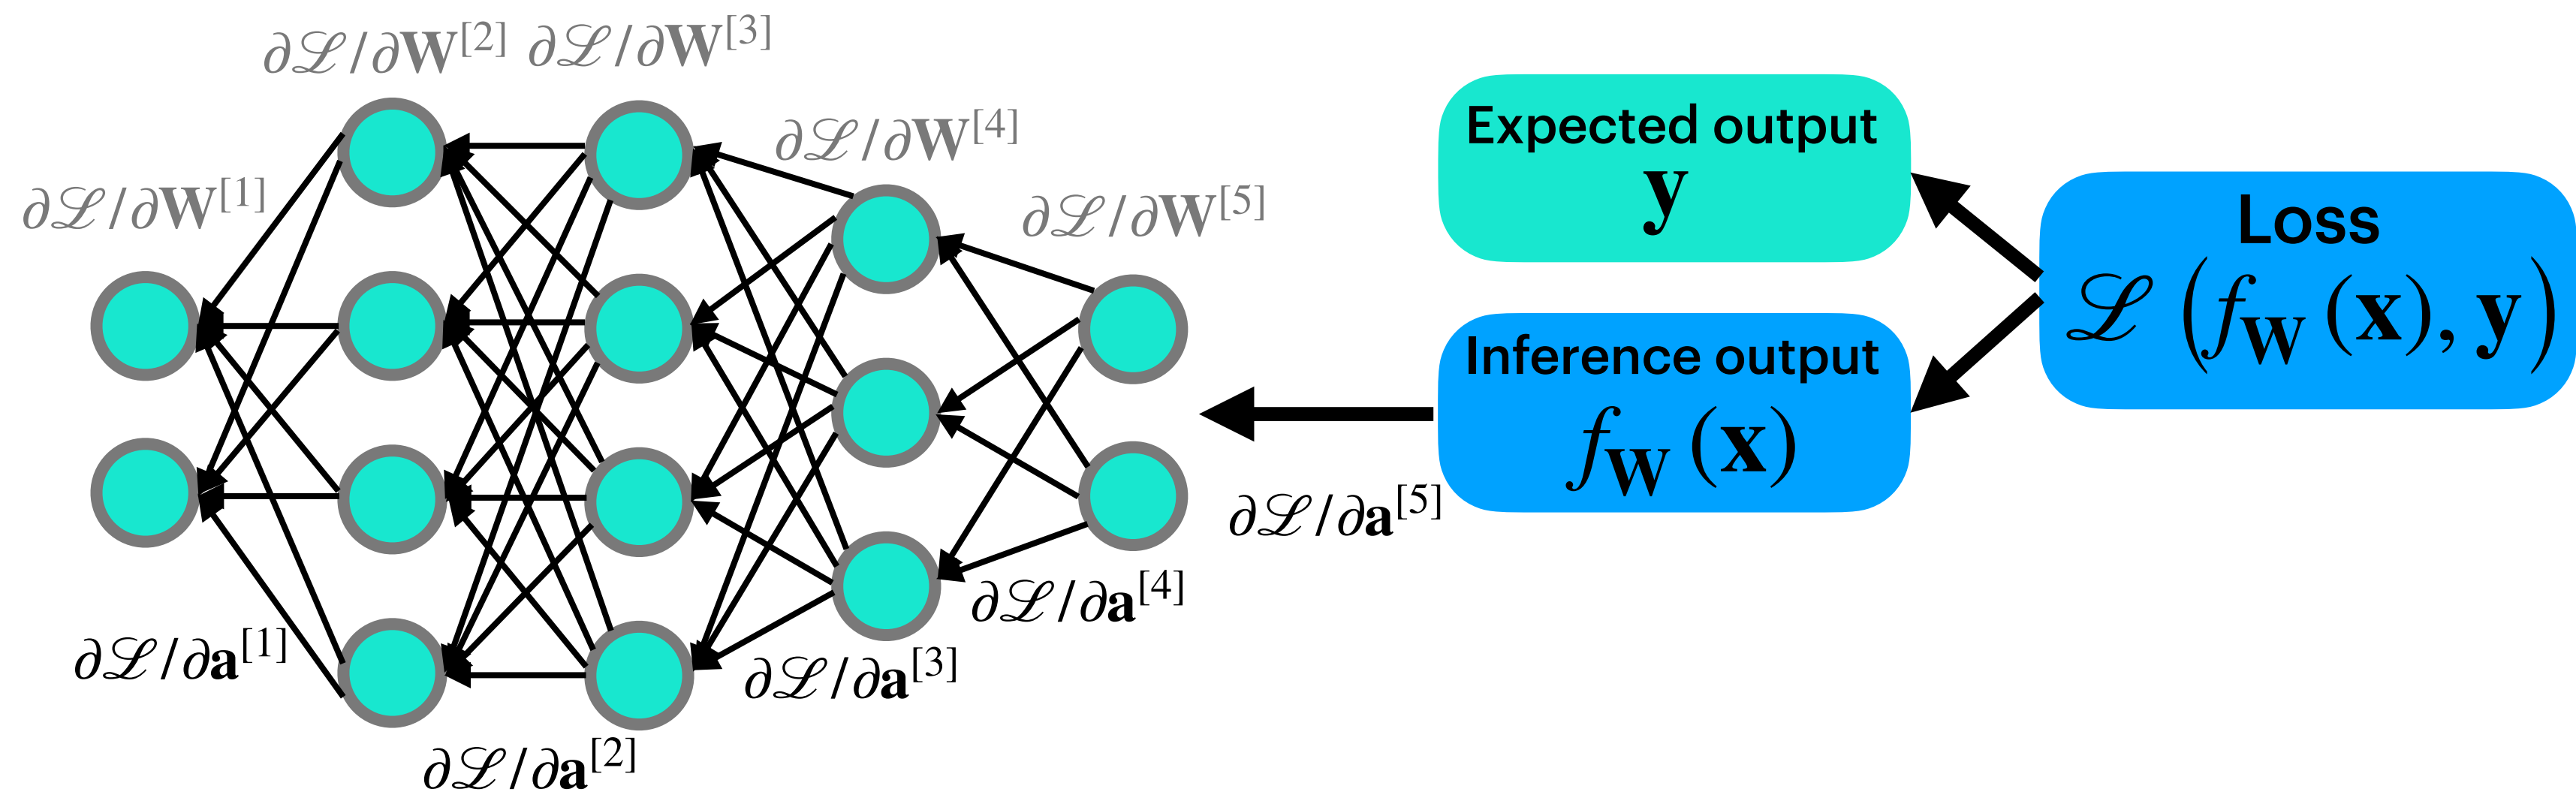 ∂ℒ/∂𝐖^[1]
∂ℒ/∂𝐖^[2]
∂ℒ/∂𝐖^[3]
∂ℒ/∂𝐖^[4]
∂ℒ/∂𝐖^[5]
∂ℒ/∂𝐚^[1]
∂ℒ/∂𝐚^[2]
∂ℒ/∂𝐚^[3]
∂ℒ/∂𝐚^[4]
∂ℒ/∂𝐚^[5]
Expected output
𝐲
Inference output
f_𝐖 (𝐱)
Loss
ℒ (f_𝐖 (𝐱), 𝐲)